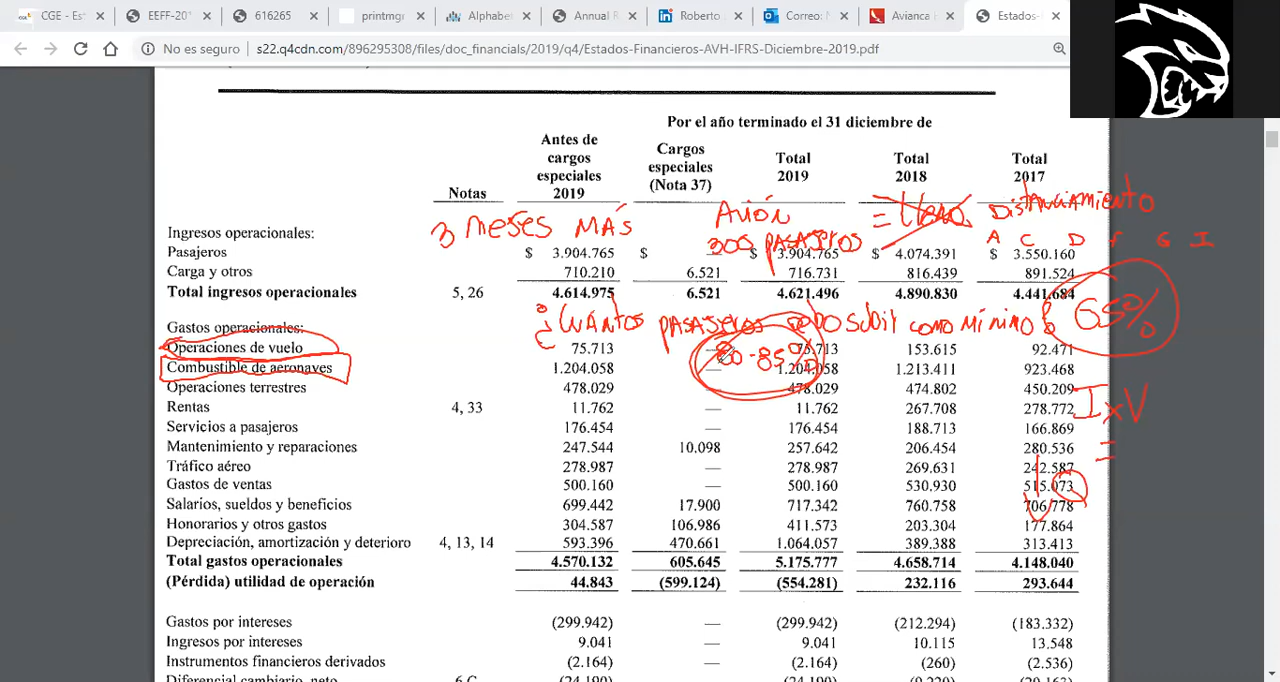 CGE - Est
EEFF-20
616265
printmg
Alphabet
Annual R
Roberto
Correo: M
Avianca H
Estados-
No es seguro | s22.q4cdn.com/896295308/files/doc_financials/2019/q4/Estados-Financieros-AVH-IFRS-Diciembre-2019.pdf
Por el año terminado el 31 diciembre de
Notas Antes de cargos especiales 2019 Cargos especiales (Nota 37) Total 2019 Total 2018 Total 2017
3 MESES MÁS
Avión = lleno Distanciamiento
300 PASAJEROS A C D F G I
Ingresos operacionales:
Pasajeros $ 3.904.765 $ — $ 3.904.765 $ 4.074.391 $ 3.550.160
Carga y otros 710.210 6.521 716.731 816.439 891.524
Total ingresos operacionales 5, 26 4.614.975 6.521 4.621.496 4.890.830 4.441.684
¿Cuántos pasajeros debo subir como mínimo? 65%
Gastos operacionales:
Operaciones de vuelo 75.713 — 75.713 153.615 92.471
80-85%
Combustible de aeronaves 1.204.058 — 1.204.058 1.213.411 923.468
Operaciones terrestres 478.029 — 478.029 474.802 450.209
I x V
=
Q
Rentas 4, 33 11.762 — 11.762 267.708 278.772
Servicios a pasajeros 176.454 — 176.454 188.713 166.869
Mantenimiento y reparaciones 247.544 10.098 257.642 206.454 280.536
Tráfico aéreo 278.987 — 278.987 269.631 242.587
Gastos de ventas 500.160 — 500.160 530.930 515.073
Salarios, sueldos y beneficios 699.442 17.900 717.342 760.758 706.778
Honorarios y otros gastos 304.587 106.986 411.573 203.304 177.864
Depreciación, amortización y deterioro 4, 13, 14 593.396 470.661 1.064.057 389.388 313.413
Total gastos operacionales 4.570.132 605.645 5.175.777 4.658.714 4.148.040
(Pérdida) utilidad de operación 44.843 (599.124) (554.281) 232.116 293.644
Gastos por intereses (299.942) — (299.942) (212.294) (183.332)
Ingresos por intereses 9.041 — 9.041 10.115 13.548
Instrumentos financieros derivados (2.164) — (2.164) (260) (2.536)
Diferencial cambiario, neto 6 C (24.190) — (24.190)